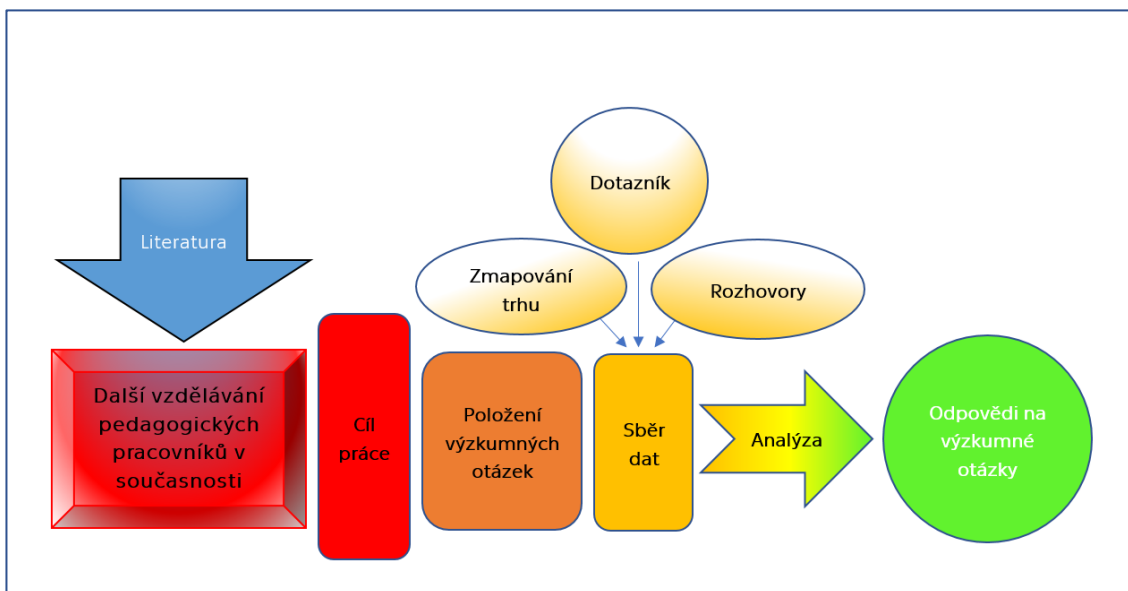 Dotazník
Literatura
Zmapování
trhu
Rozhovory
Další vzdělávání
pedagogických
pracovníků v
současnosti
Cíl
práce
Položení
výzkumných
otázek
Sběr
dat
Analýza
Odpovědi na
výzkumné
otázky